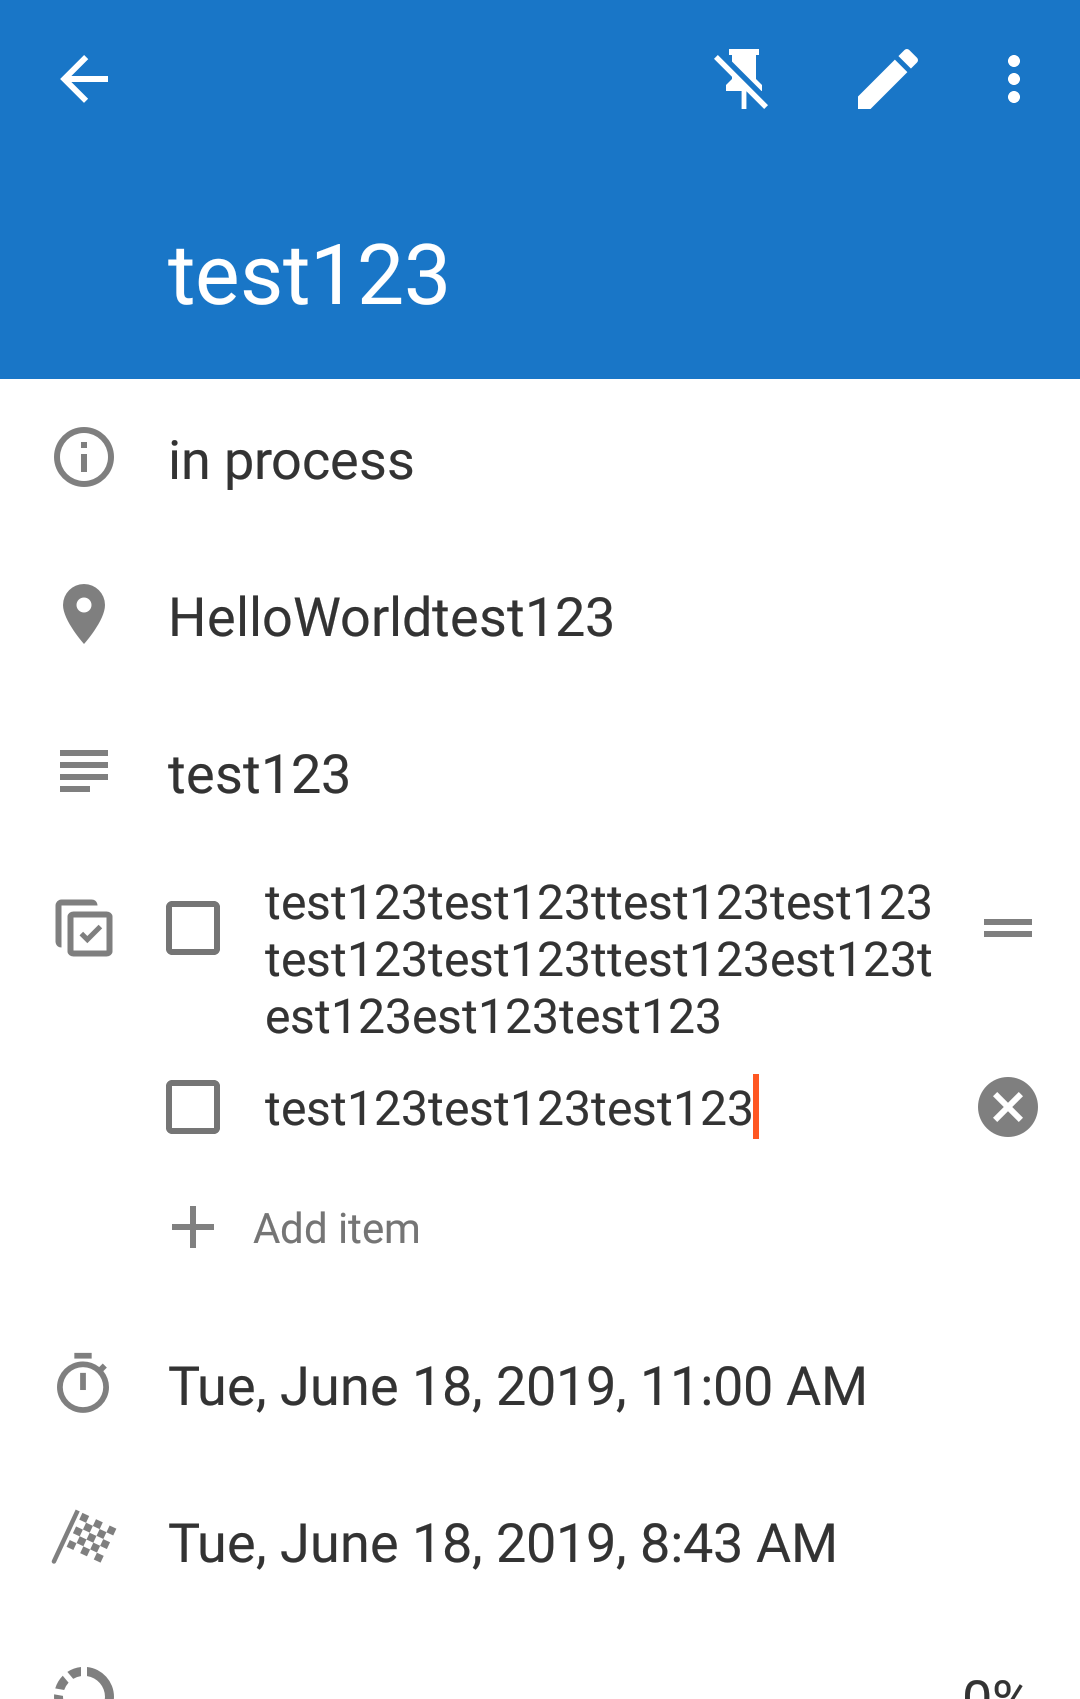 test123
in process
HelloWorldtest123
test123
test123test123ttest123test123
test123test123ttest123est123t
est123est123test123
test123test123test123
Add item
Tue, June 18, 2019, 11:00 AM
Tue, June 18, 2019, 8:43 AM
0%